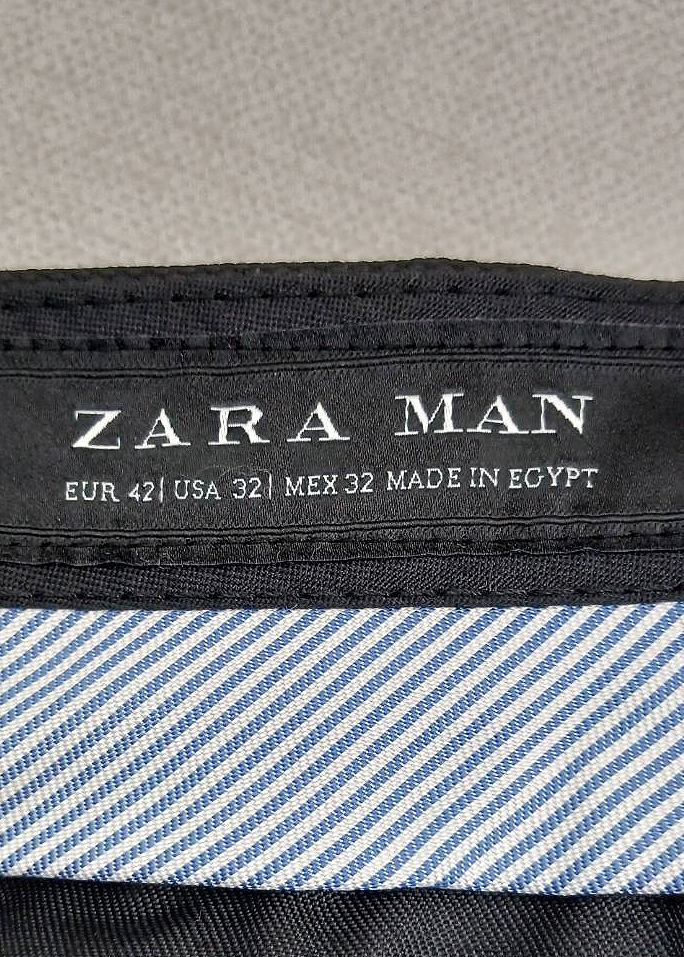 ZARA MAN
EUR 42| USA 32| MEX 32 MADE IN EGYPT